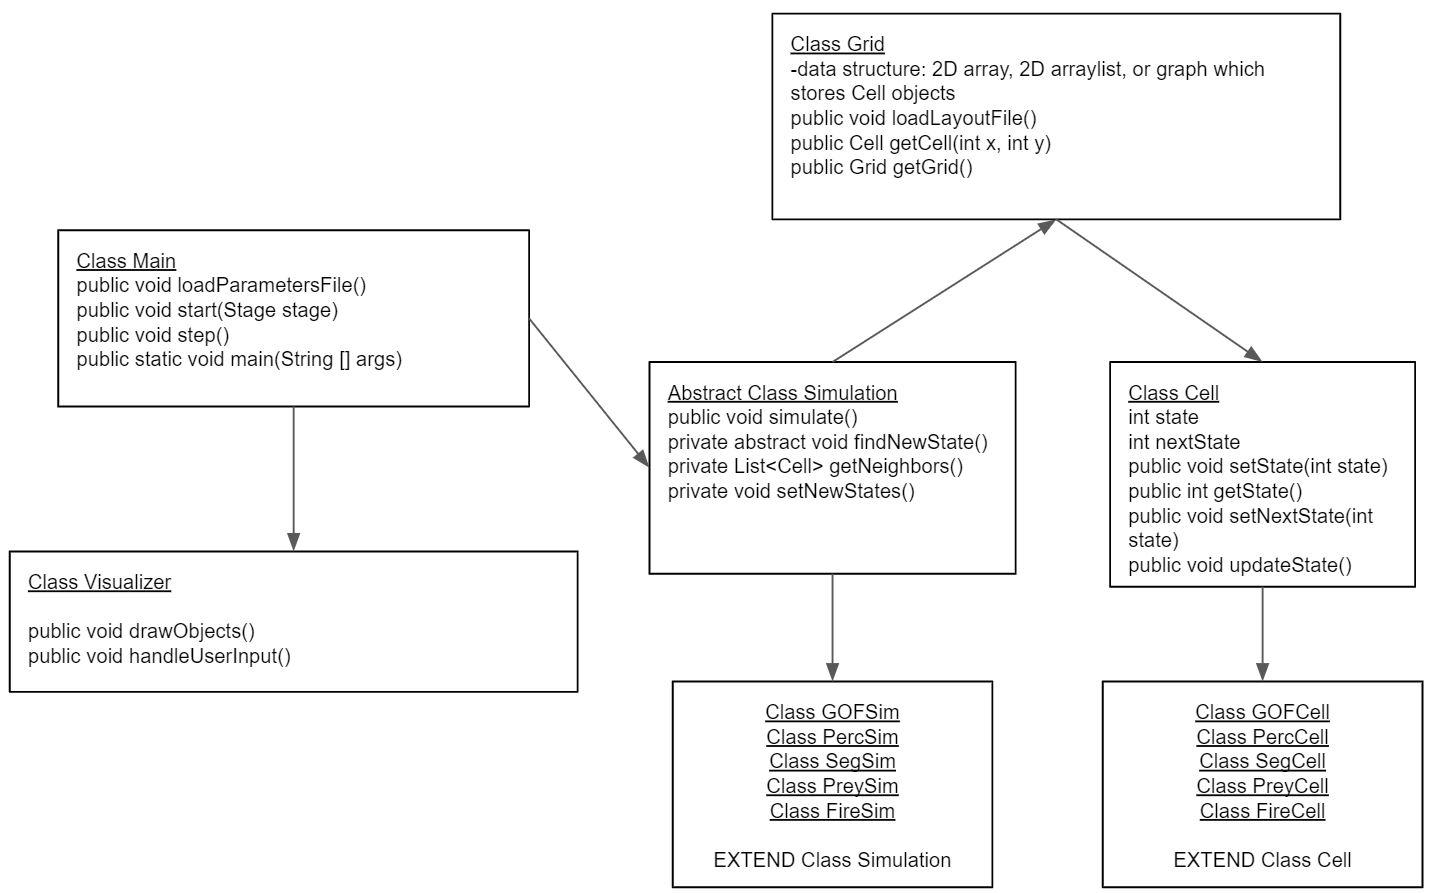 Class Grid
-data structure: 2D array, 2D arraylist, or graph which
stores Cell objects
public void loadLayoutFile()
public Cell getCell(int x, int y)
public Grid getGrid()
Class Main
public void loadParametersFile()
public void start(Stage stage)
public void step()
public static void main(String [] args)
Abstract Class Simulation
public void simulate()
private abstract void findNewState()
private List<Cell> getNeighbors()
private void setNewStates()
Class Cell
int state
int nextState
public void setState(int state)
public int getState()
public void setNextState(int
state)
public void updateState()
Class Visualizer
public void drawObjects()
public void handleUserInput()
Class GOFSim
Class PercSim
Class SegSim
Class PreySim
Class FireSim
EXTEND Class Simulation
Class GOFCell
Class PercCell
Class SegCell
Class PreyCell
Class FireCell
EXTEND Class Cell